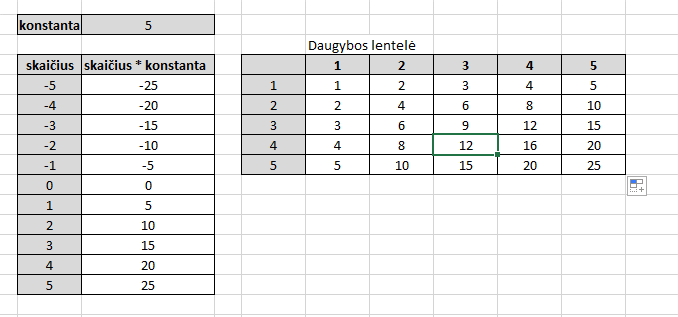 konstanta 5
Daugybos lentelė
skaičius skaičius * konstanta 1 2 3 4 5
-5 -25 1 1 2 3 4 5
-4 -20 2 2 4 6 8 10
-3 -15 3 3 6 9 12 15
-2 -10 4 4 8 12 16 20
-1 -5 5 5 10 15 20 25
0 0
1 5
2 10
3 15
4 20
5 25